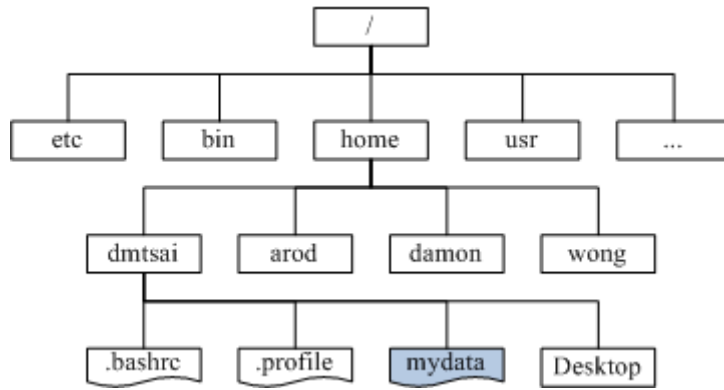 /
etc bin home usr ...
dmtsai arod damon wong
.bashrc .profile mydata Desktop